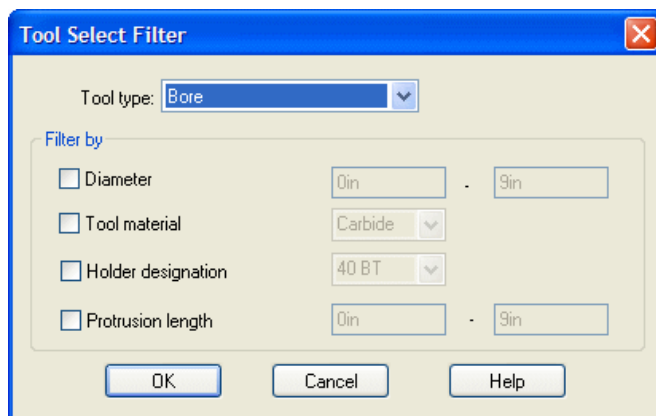 Tool Select Filter
Tool type: Bore
Filter by
Diameter 0in - 9in
Tool material Carbide
Holder designation 40 BT
Protrusion length 0in - 9in
OK Cancel Help